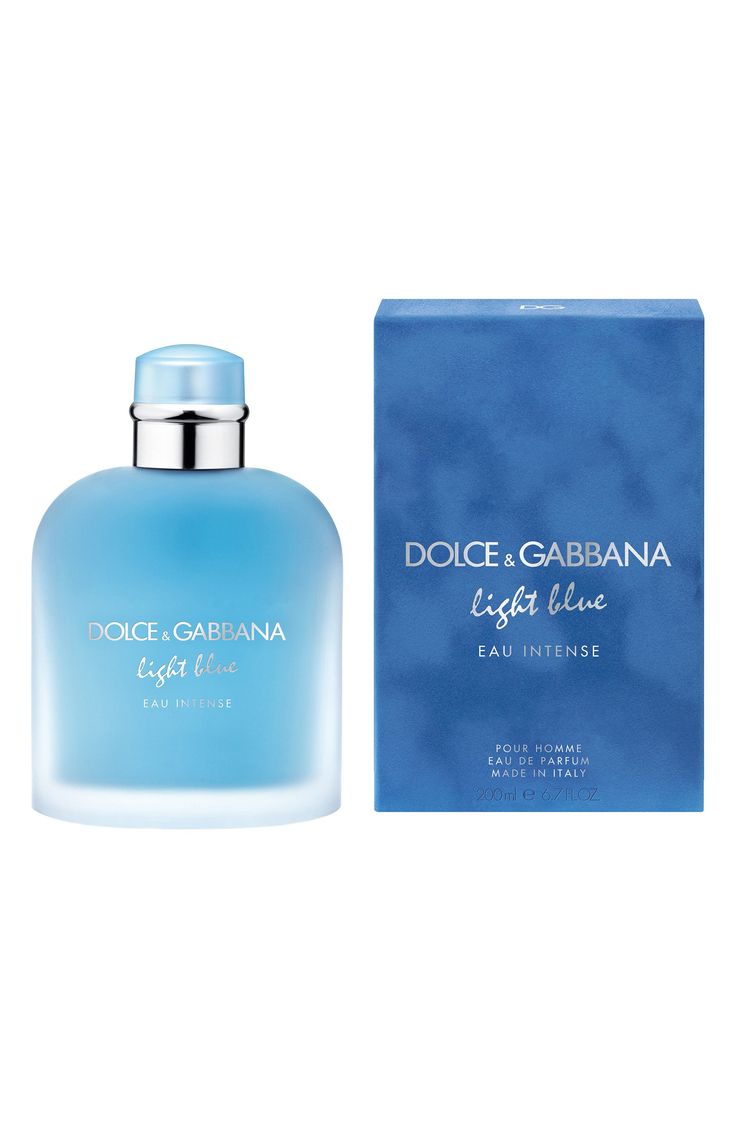 DOLCE & GABBANA
light blue
EAU INTENSE
DG
DOLCE & GABBANA
light blue
EAU INTENSE
POUR HOMME
EAU DE PARFUM
MADE IN ITALY
200ml e 6.7 FL.OZ.